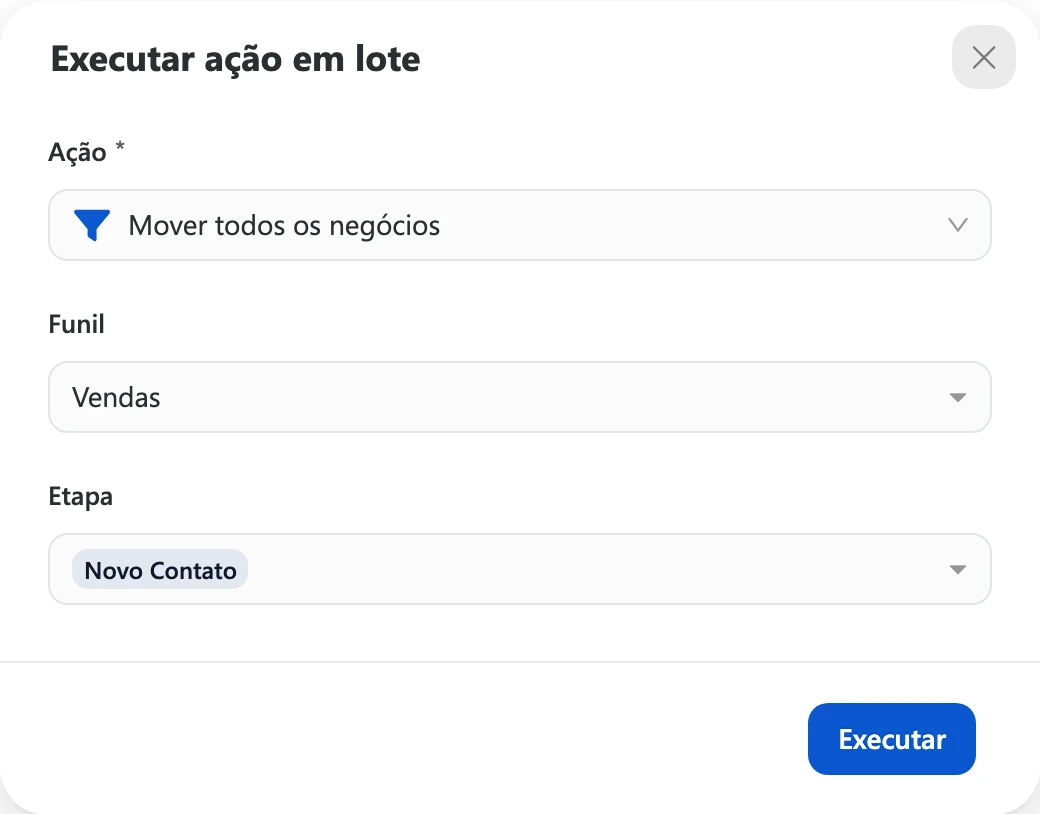 Executar ação em lote
Ação *
Mover todos os negócios
Funil
Vendas
Etapa
Novo Contato
Executar